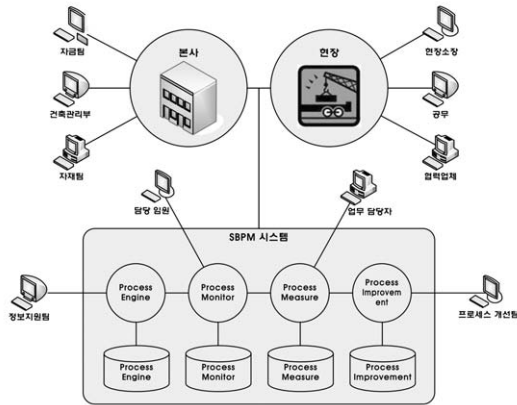 본사
현장
자금팀
현장소장
건축관리부
공무
자재팀
협력업체
담당 임원
업무 담당자
SBPM 시스템
Process
Engine
Process
Monitor
Process
Measure
Process
Improvem
ent
정보지원팀
프로세스 개선팀
Process
Engine
Process
Monitor
Process
Measure
Process
Improvement